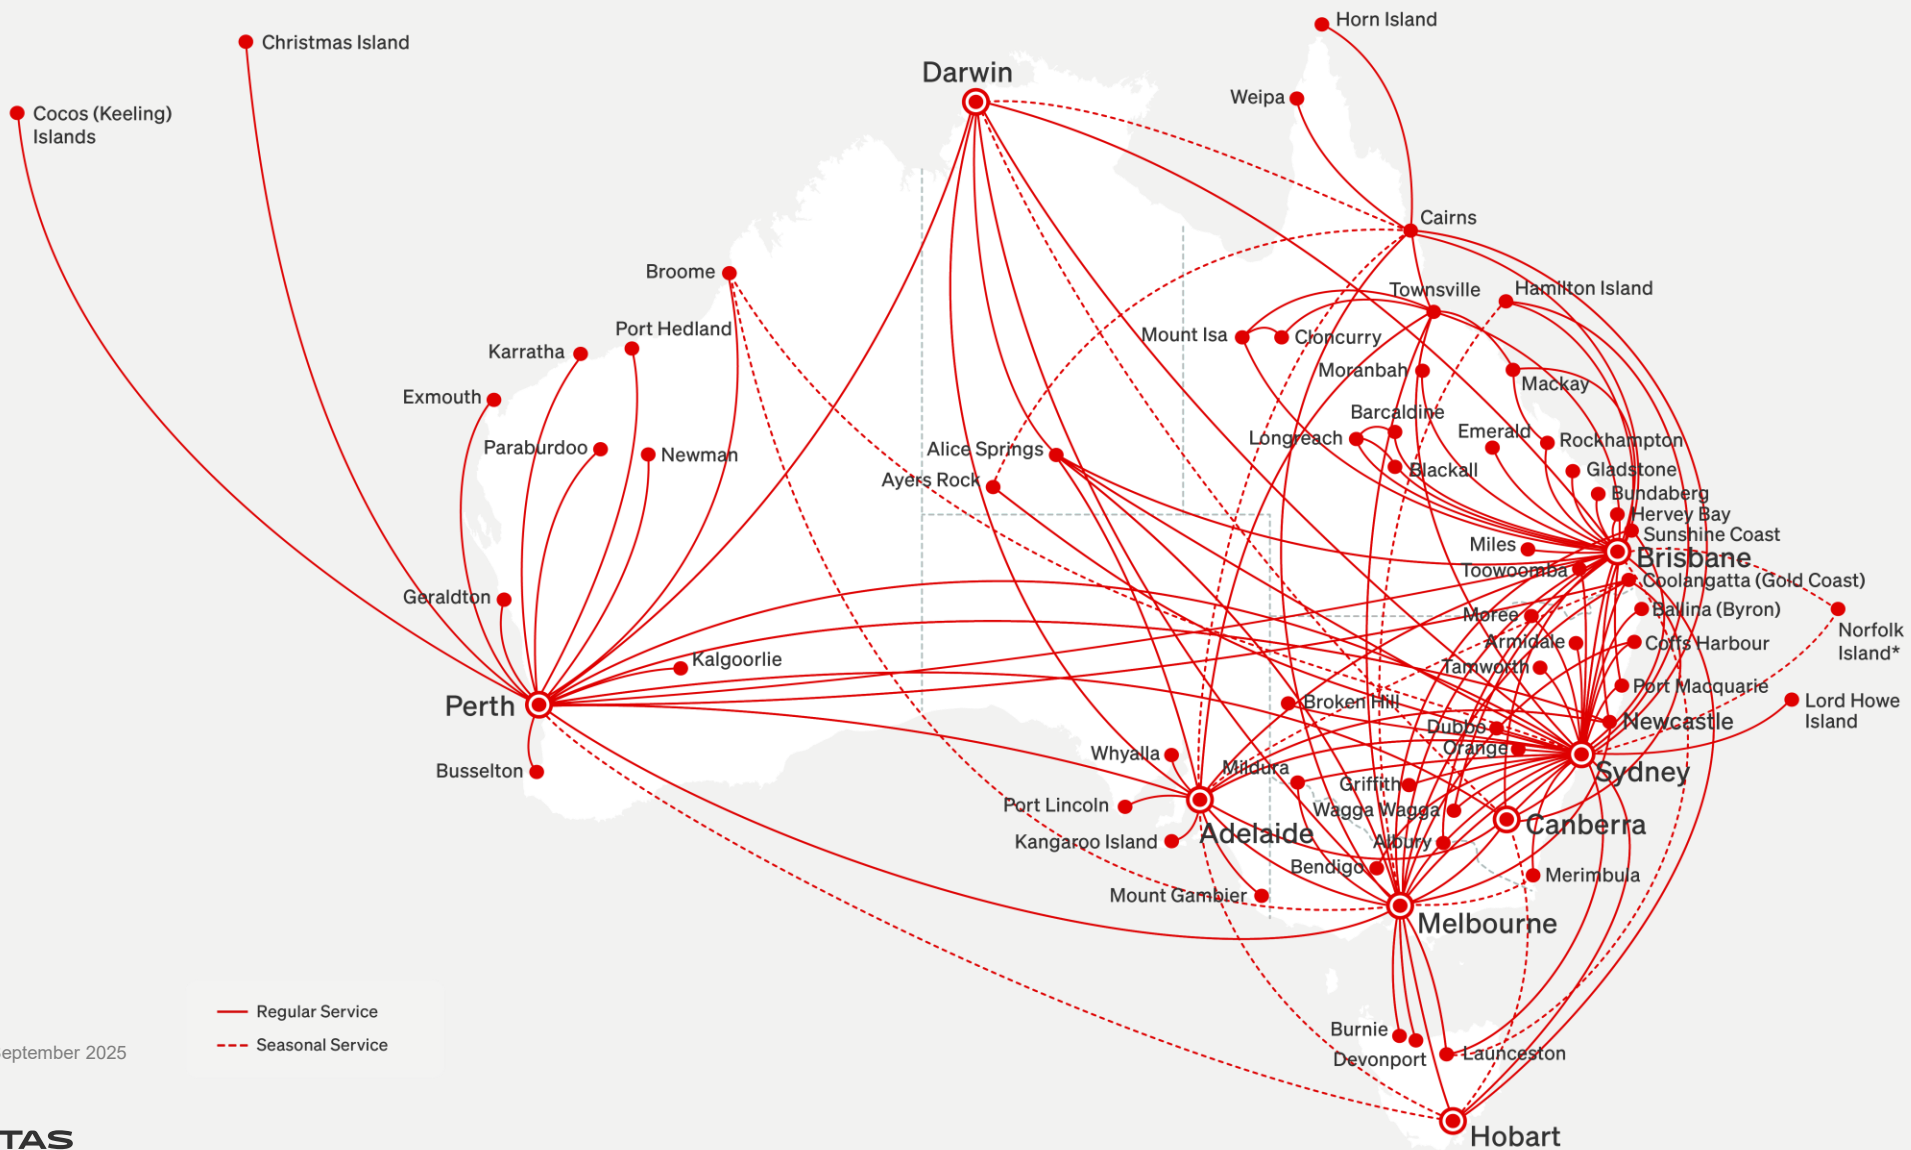 Horn Island
Christmas Island
Darwin
Weipa
Cocos (Keeling)
Islands
Cairns
Broome
Hamilton Island
Townsville
Port Hedland
Mount Isa
Cloncurry
Karratha
Moranbah
Mackay
Exmouth
Barcaldine
Emerald
Longreach
Rockhampton
Paraburdoo
Newman
Alice Springs
Blackall
Gladstone
Ayers Rock
Bundaberg
Hervey Bay
Sunshine Coast
Miles
Brisbane
Toowoomba
Coolangatta (Gold Coast)
Geraldton
Ballina (Byron)
Moree
Norfolk
Island*
Armidale
Coffs Harbour
Kalgoorlie
Tamworth
Port Macquarie
Perth
Broken Hill
Lord Howe
Island
Newcastle
Dubbo
Orange
Whyalla
Mildura
Sydney
Busselton
Griffith
Port Lincoln
Wagga Wagga
Canberra
Adelaide
Kangaroo Island
Albury
Bendigo
Merimbula
Mount Gambier
Melbourne
Regular Service
Seasonal Service
Burnie
Devonport
Launceston
eptember 2025
Hobart
TAS